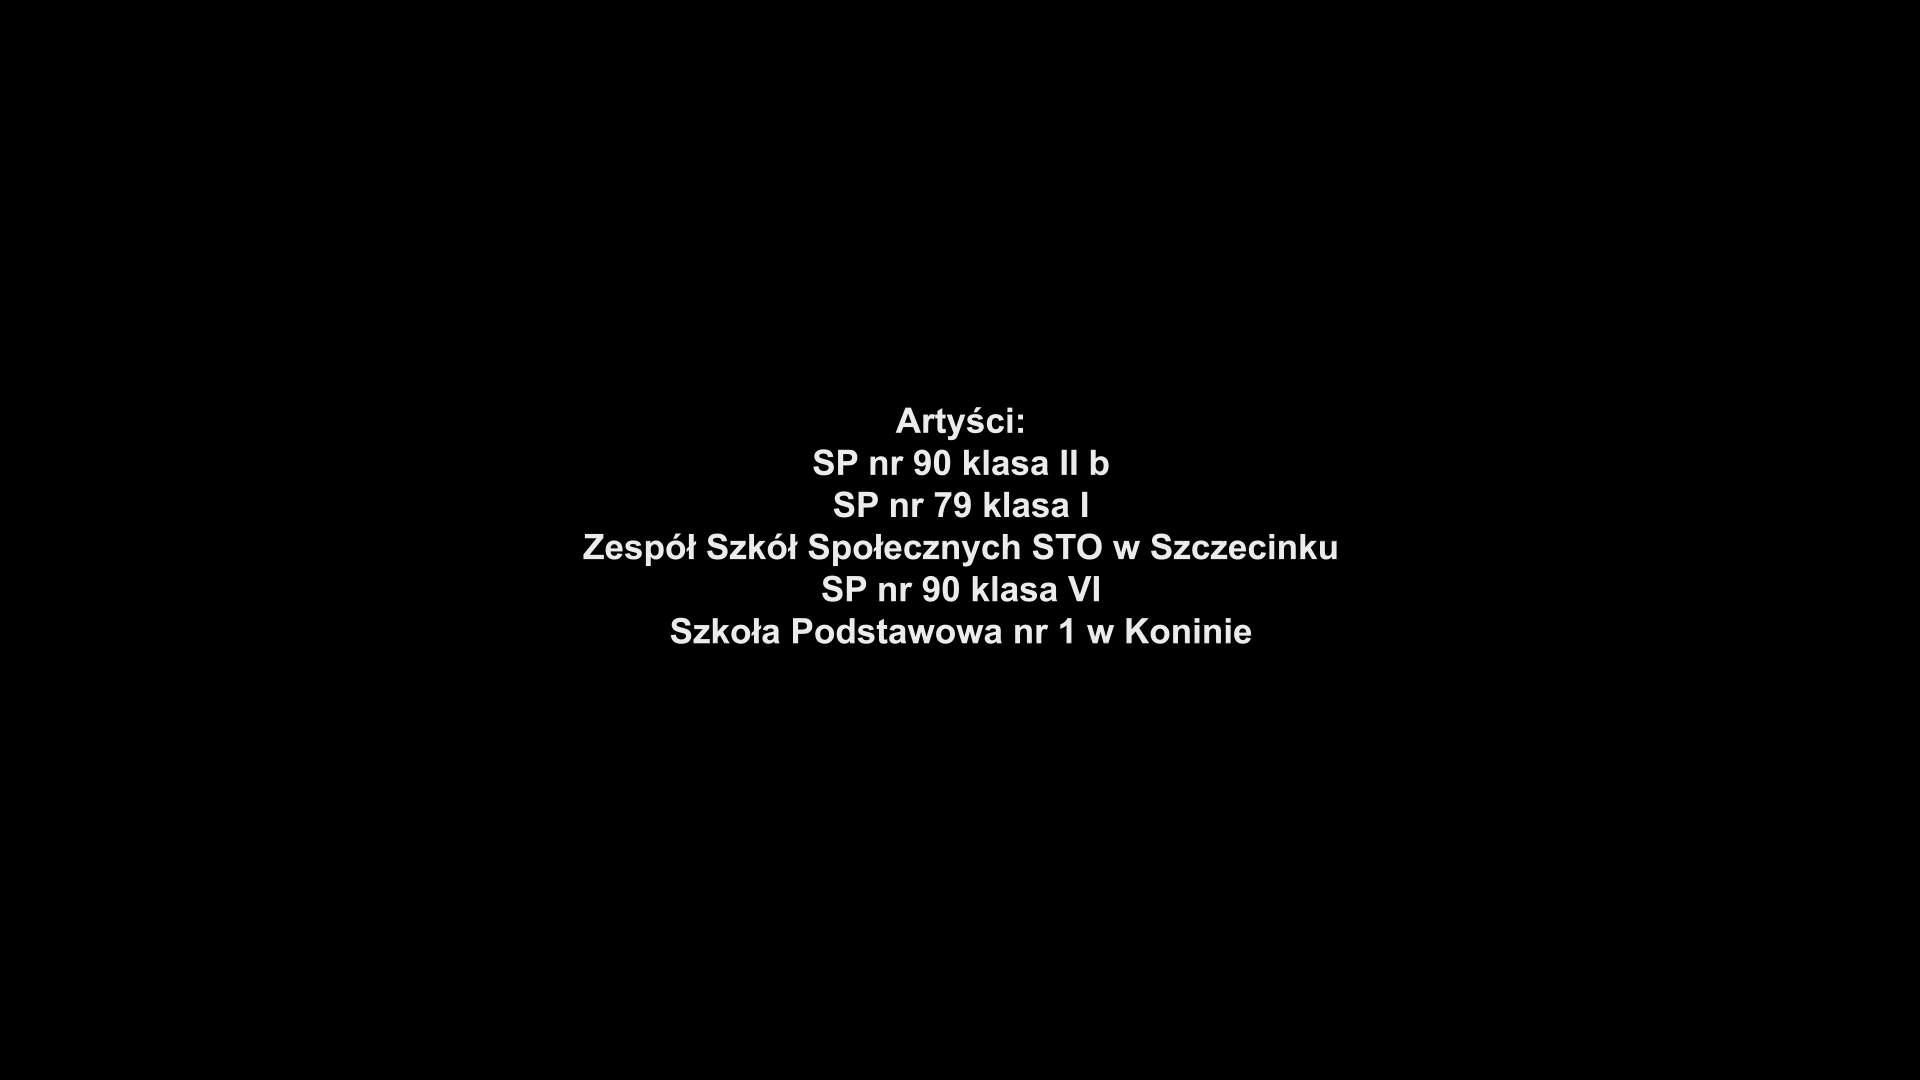 Artyści:
SP nr 90 klasa II b
SP nr 79 klasa I
Zespół Szkół Społecznych STO w Szczecinku
SP nr 90 klasa VI
Szkoła Podstawowa nr 1 w Koninie